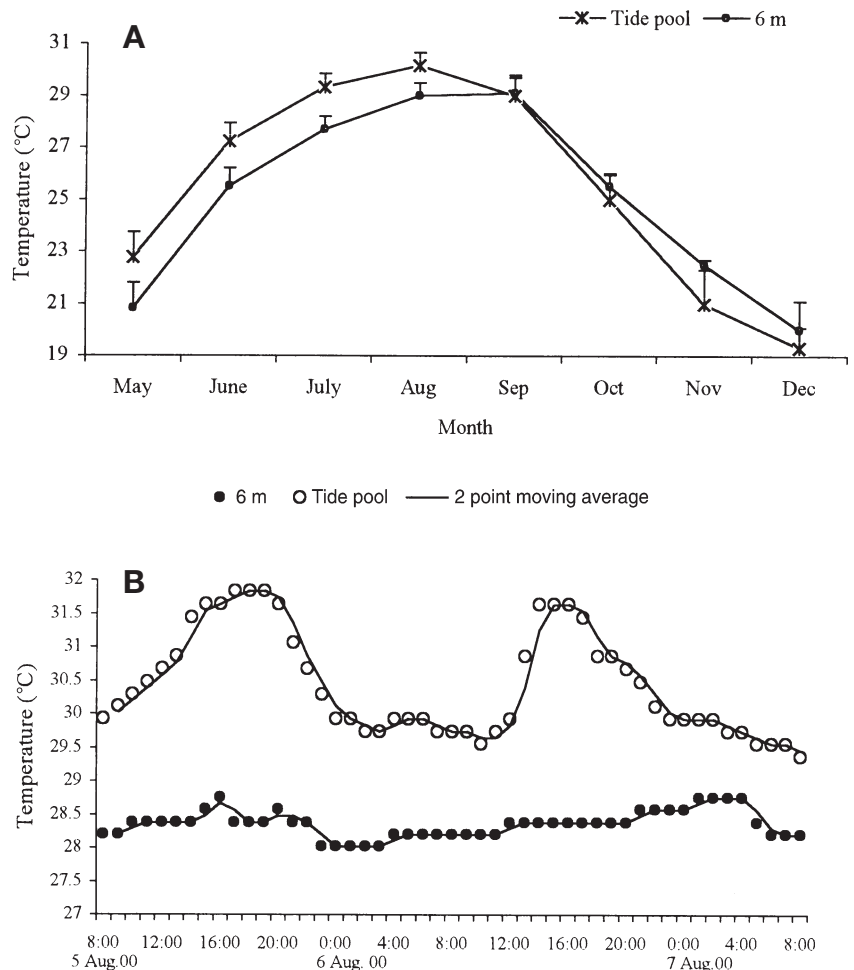 A
Tide pool 6 m
31
29
27
25
23
21
19
Temperature (°C)
May June July Aug Sep Oct Nov Dec
Month
6 m Tide pool 2 point moving average
B
32
31.5
31
30.5
30
29.5
29
28.5
28
27.5
27
Temperature (°C)
8:00 12:00 16:00 20:00 0:00 4:00 8:00 12:00 16:00 20:00 0:00 4:00 8:00
5 Aug.00 6 Aug. 00 7 Aug.00